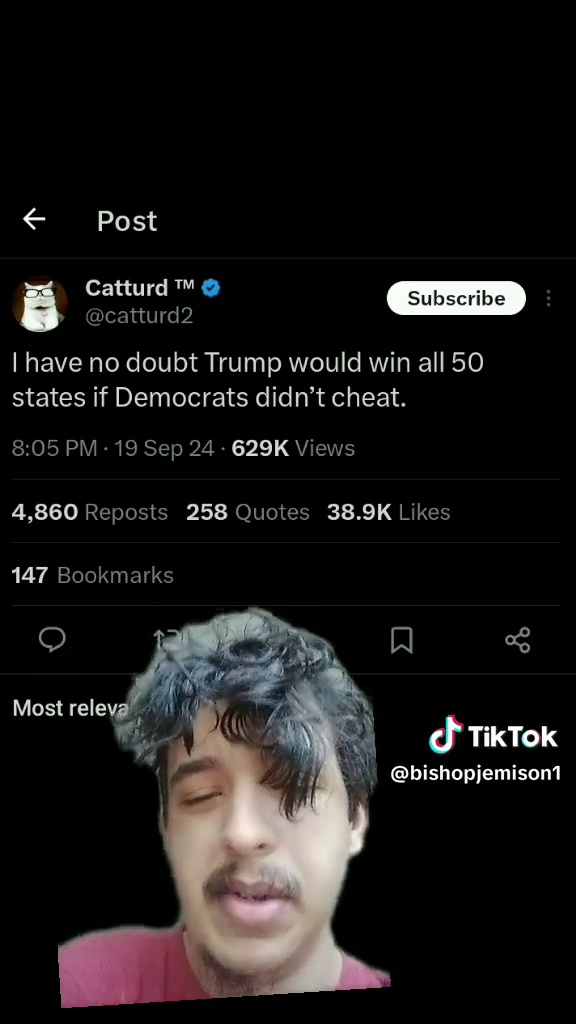 Post
Catturd ™
@catturd2
Subscribe
I have no doubt Trump would win all 50
states if Democrats didn’t cheat.
8:05 PM · 19 Sep 24 · 629K Views
4,860 Reposts 258 Quotes 38.9K Likes
147 Bookmarks
Most releva
TikTok
@bishopjemison1